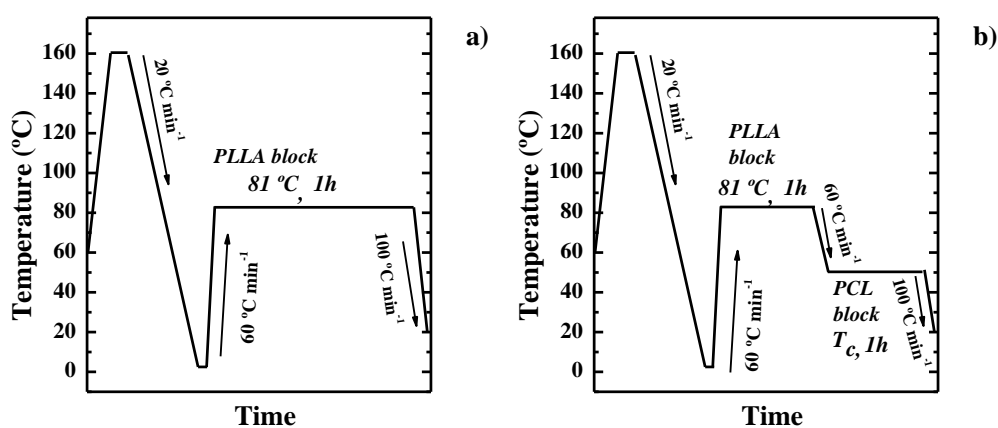 a)
Temperature (ºC)
160
140
120
100
80
60
40
20
0
20 ºC min-1
PLLA block
81 ºC, 1h
60 ºC min-1
100 ºC min-1
Time
b)
Temperature (ºC)
160
140
120
100
80
60
40
20
0
20 ºC min-1
PLLA
block
81 ºC, 1h
60 ºC min-1
60 ºC min-1
PCL
block
Tc, 1h
100 ºC min-1
Time